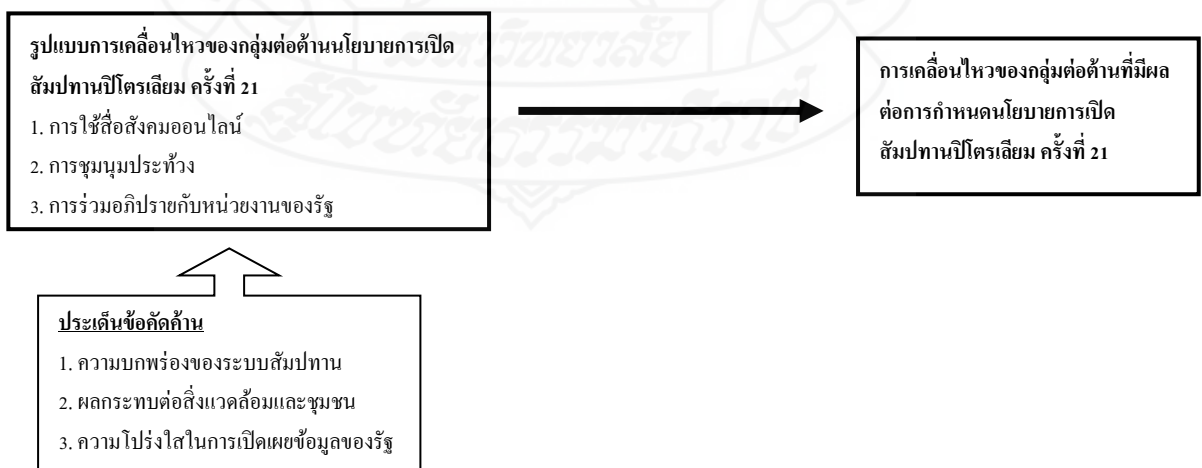 รูปแบบการเคลื่อนไหวของกลุ่มต่อต้านนโยบายการเปิด
สัมปทานปิโตรเลียม ครั้งที่ 21
1. การใช้สื่อสังคมออนไลน์
2. การชุมนุมประท้วง
3. การร่วมอภิปรายกับหน่วยงานของรัฐ
การเคลื่อนไหวของกลุ่มต่อต้านที่มีผล
ต่อการกำหนดนโยบายการเปิด
สัมปทานปิโตรเลียม ครั้งที่ 21
ประเด็นข้อคัดค้าน
1. ความบกพร่องของระบบสัมปทาน
2. ผลกระทบต่อสิ่งแวดล้อมและชุมชน
3. ความโปร่งใสในการเปิดเผยข้อมูลของรัฐ